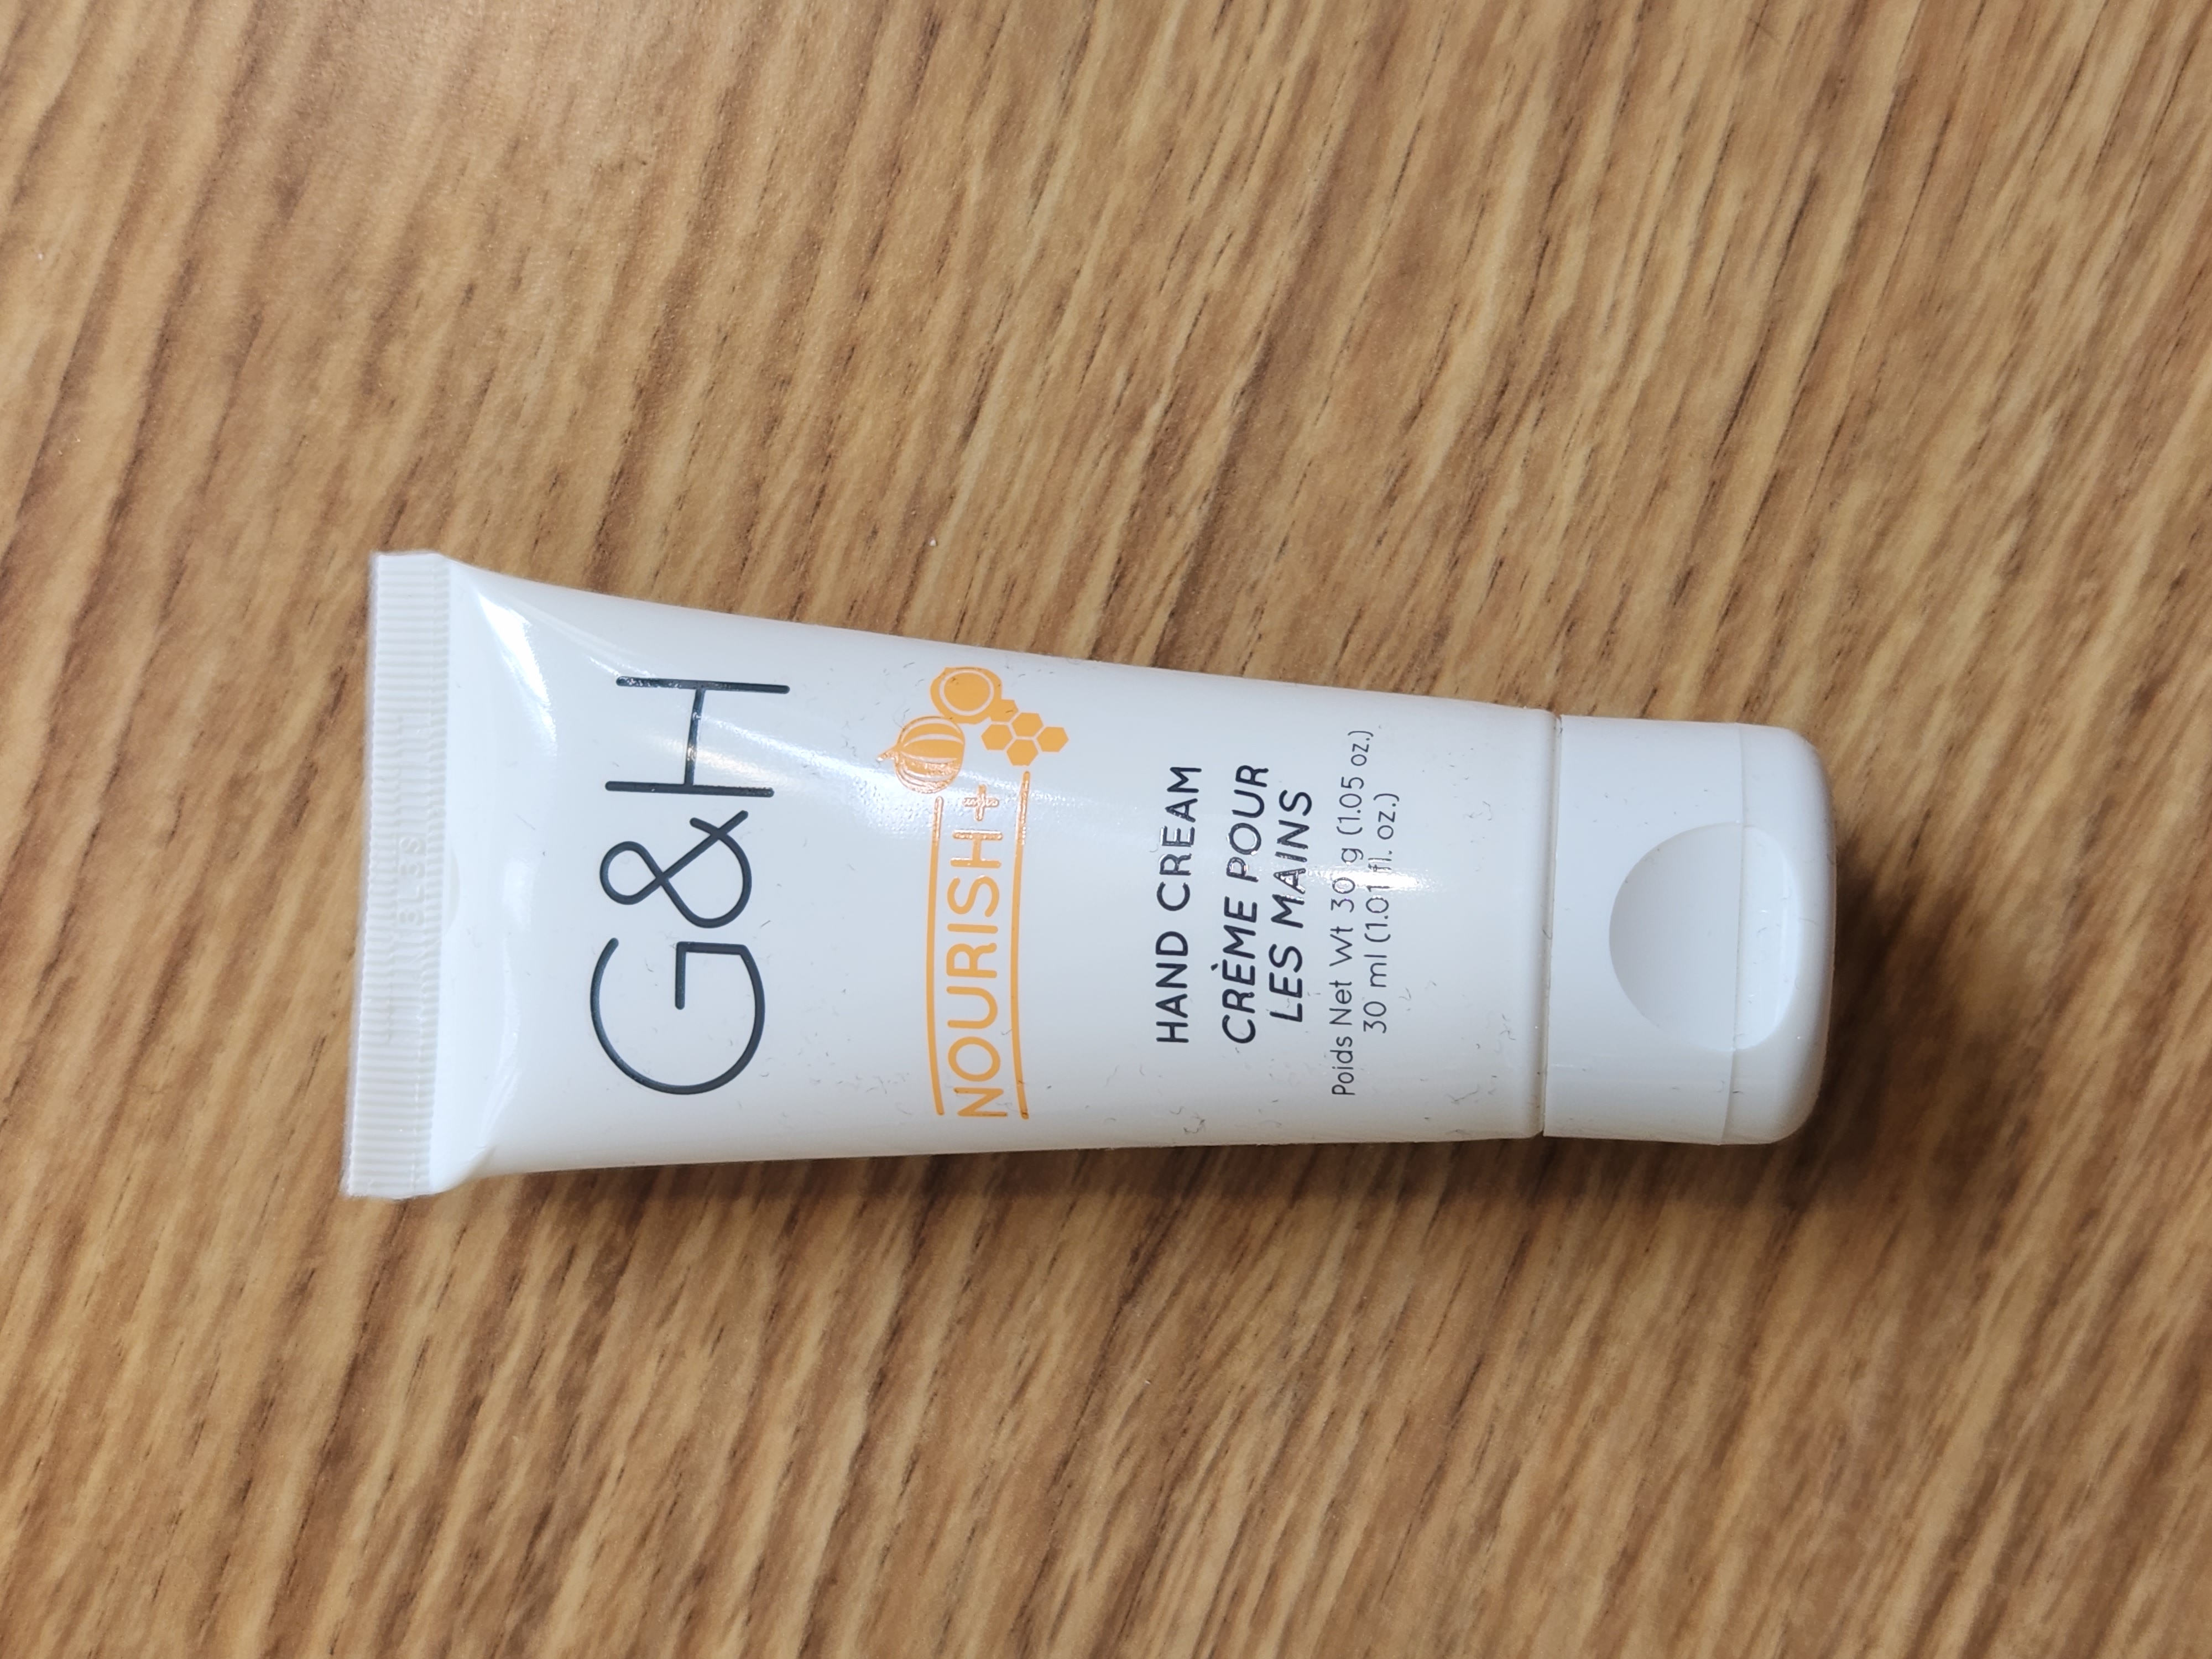 G&H
NOURISH+
HAND CREAM
CRÈME POUR
LES MAINS
Poids Net Wt 30 g (1.05 oz.)
30 ml (1.01 fl. oz.)